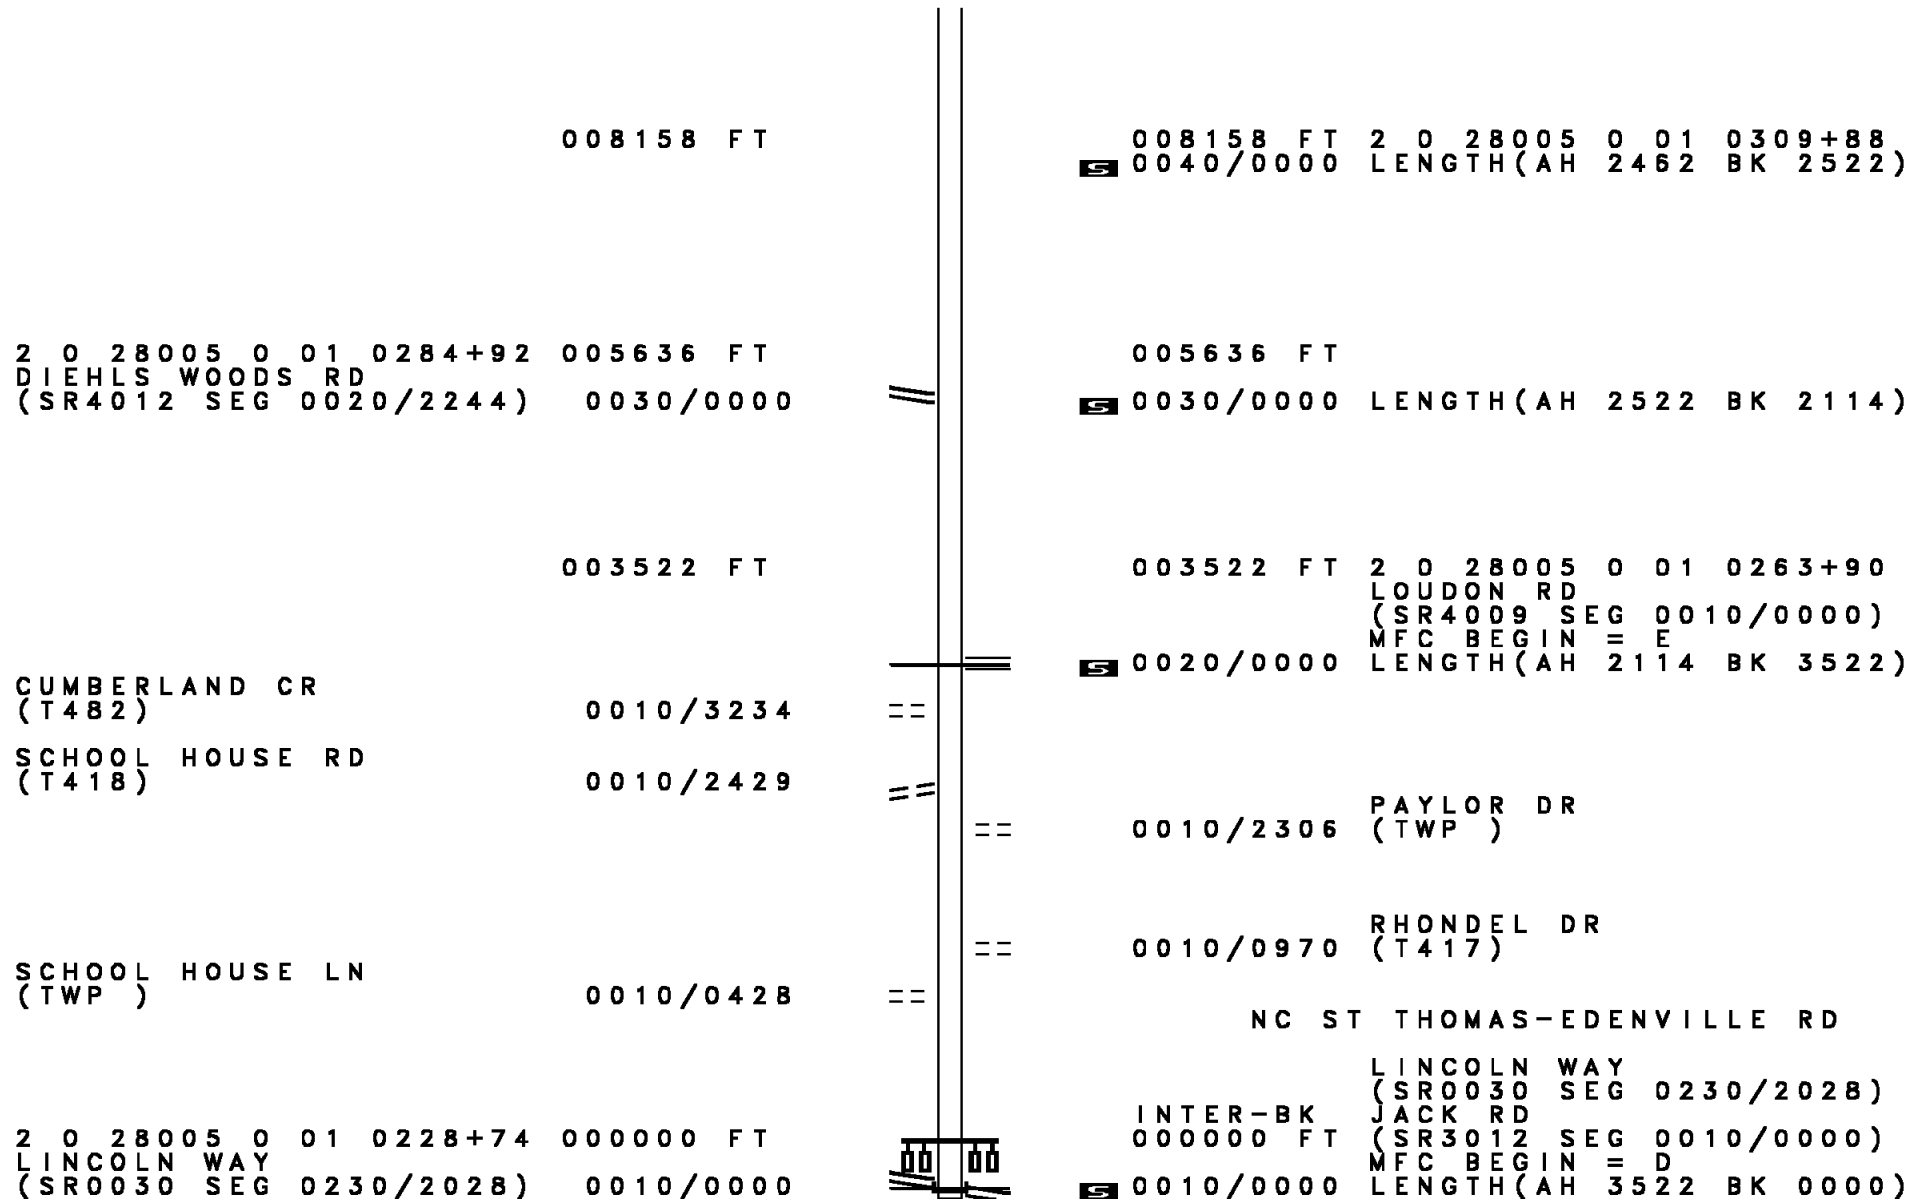 008158 FT 008158 FT 2 0 28005 0 01 0309+88
S 0040/0000 LENGTH(AH 2462 BK 2522)
2 0 28005 0 01 0284+92 005636 FT 005636 FT
DIEHLS WOODS RD
(SR4012 SEG 0020/2244) 0030/0000 S 0030/0000 LENGTH(AH 2522 BK 2114)
003522 FT 003522 FT 2 0 28005 0 01 0263+90
LOUDON RD
(SR4009 SEG 0010/0000)
MFC BEGIN = E
S 0020/0000 LENGTH(AH 2114 BK 3522)
CUMBERLAND CR
(T482) 0010/3234
SCHOOL HOUSE RD
(T418) 0010/2429
PAYLOR DR
0010/2306 (TWP )
RHONDEL DR
0010/0970 (T417)
SCHOOL HOUSE LN
(TWP ) 0010/0428
NC ST THOMAS-EDENVILLE RD
LINCOLN WAY
(SR0030 SEG 0230/2028)
INTER-BK JACK RD
2 0 28005 0 01 0228+74 000000 FT 000000 FT (SR3012 SEG 0010/0000)
LINCOLN WAY MFC BEGIN = D
(SR0030 SEG 0230/2028) 0010/0000 S 0010/0000 LENGTH(AH 3522 BK 0000)